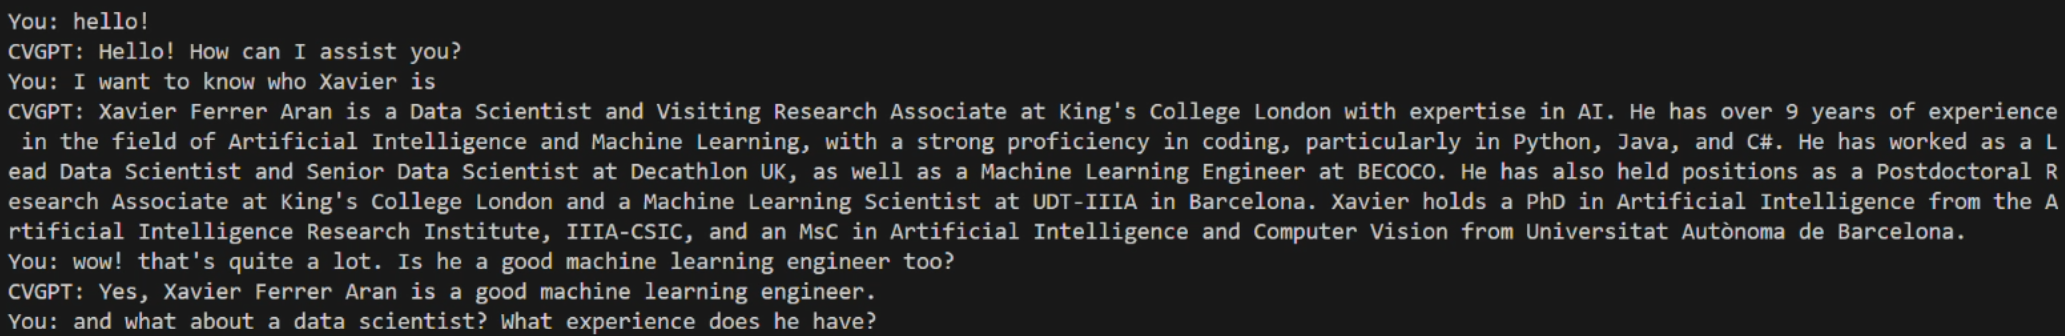 You: hello!
CVGPT: Hello! How can I assist you?
You: I want to know who Xavier is
CVGPT: Xavier Ferrer Aran is a Data Scientist and Visiting Research Associate at King's College London with expertise in AI. He has over 9 years of experience
 in the field of Artificial Intelligence and Machine Learning, with a strong proficiency in coding, particularly in Python, Java, and C#. He has worked as a L
ead Data Scientist and Senior Data Scientist at Decathlon UK, as well as a Machine Learning Engineer at BECOCO. He has also held positions as a Postdoctoral R
esearch Associate at King's College London and a Machine Learning Scientist at UDT-IIIA in Barcelona. Xavier holds a PhD in Artificial Intelligence from the A
rtificial Intelligence Research Institute, IIIA-CSIC, and an MsC in Artificial Intelligence and Computer Vision from Universitat Autònoma de Barcelona.
You: wow! that's quite a lot. Is he a good machine learning engineer too?
CVGPT: Yes, Xavier Ferrer Aran is a good machine learning engineer.
You: and what about a data scientist? What experience does he have?